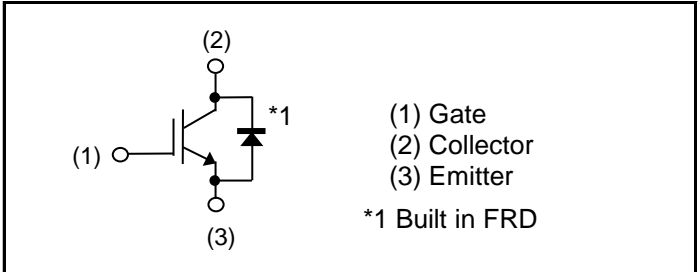 (2)
*1
(1)
(3)
(1) Gate
(2) Collector
(3) Emitter
*1 Built in FRD